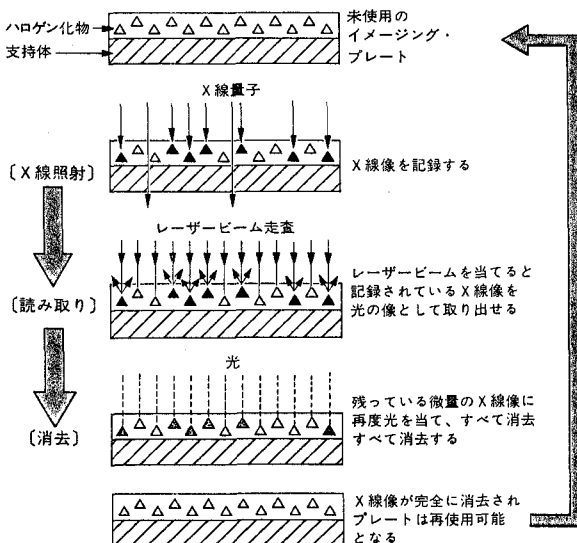 ハロゲン化物
支持体
未使用の
イメージング・
プレート
X線量子
〔X線照射〕
X線像を記録する
レーザービーム走査
〔読み取り〕
レーザービームを当てると
記録されているX線像を
光の像として取り出せる
光
〔消去〕
残っている微量のX線像に
再度光を当て、すべて消去
すべて消去する
X線像が完全に消去され
プレートは再使用可能
となる